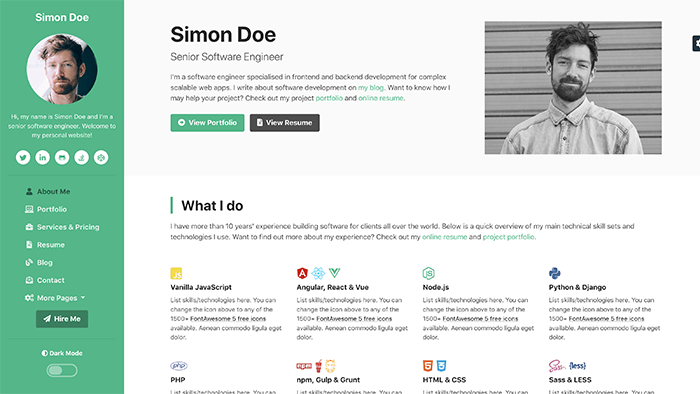 Simon Doe
Hi, my name is Simon Doe and I'm a
senior software engineer. Welcome to
my personal website!
About Me
Portfolio
Services & Pricing
Resume
Blog
Contact
More Pages
Hire Me
Dark Mode
Simon Doe
Senior Software Engineer
I'm a software engineer specialised in frontend and backend development for complex
scalable web apps. I write about software development on my blog. Want to know how I
may help your project? Check out my project portfolio and online resume.
View Portfolio
View Resume
What I do
I have more than 10 years' experience building software for clients all over the world. Below is a quick overview of my main technical skill sets and
technologies I use. Want to find out more about my experience? Check out my online resume and project portfolio.
JS
Vanilla JavaScript
List skills/technologies here. You can
change the icon above to any of the
1500+ FontAwesome 5 free icons
available. Aenean commodo ligula eget
dolor.
Angular, React & Vue
List skills/technologies here. You can
change the icon above to any of the
1500+ FontAwesome 5 free icons
available. Aenean commodo ligula eget
dolor.
Node.js
List skills/technologies here. You can
change the icon above to any of the
1500+ FontAwesome 5 free icons
available. Aenean commodo ligula eget
dolor.
Python & Django
List skills/technologies here. You can
change the icon above to any of the
1500+ FontAwesome 5 free icons
available. Aenean commodo ligula eget
dolor.
php
PHP
List skills/technologies here. You can
npm
npm, Gulp & Grunt
List skills/technologies here. You can
HTML & CSS
List skills/technologies here. You can
Sass {less}
Sass & LESS
List skills/technologies here. You can